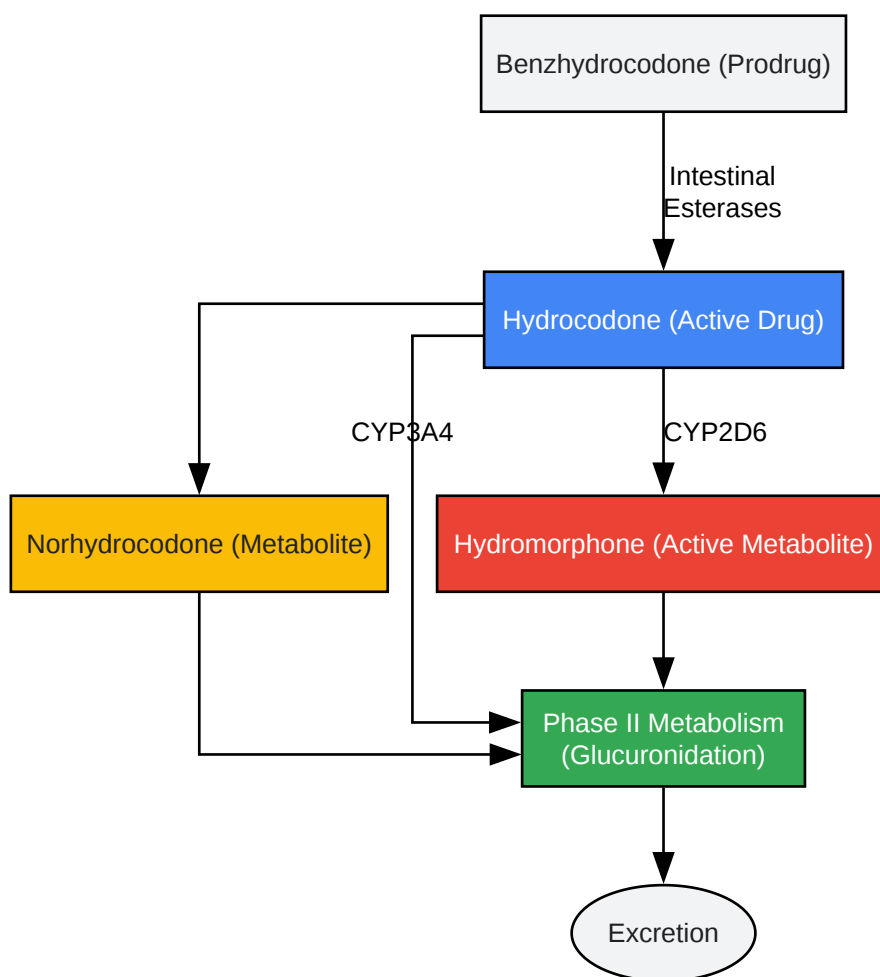 Benzhydrocodone (Prodrug)
Intestinal
Esterases
Hydrocodone (Active Drug)
CYP3A4
CYP2D6
Norhydrocodone (Metabolite)
Hydromorphone (Active Metabolite)
Phase II Metabolism
(Glucuronidation)
Excretion